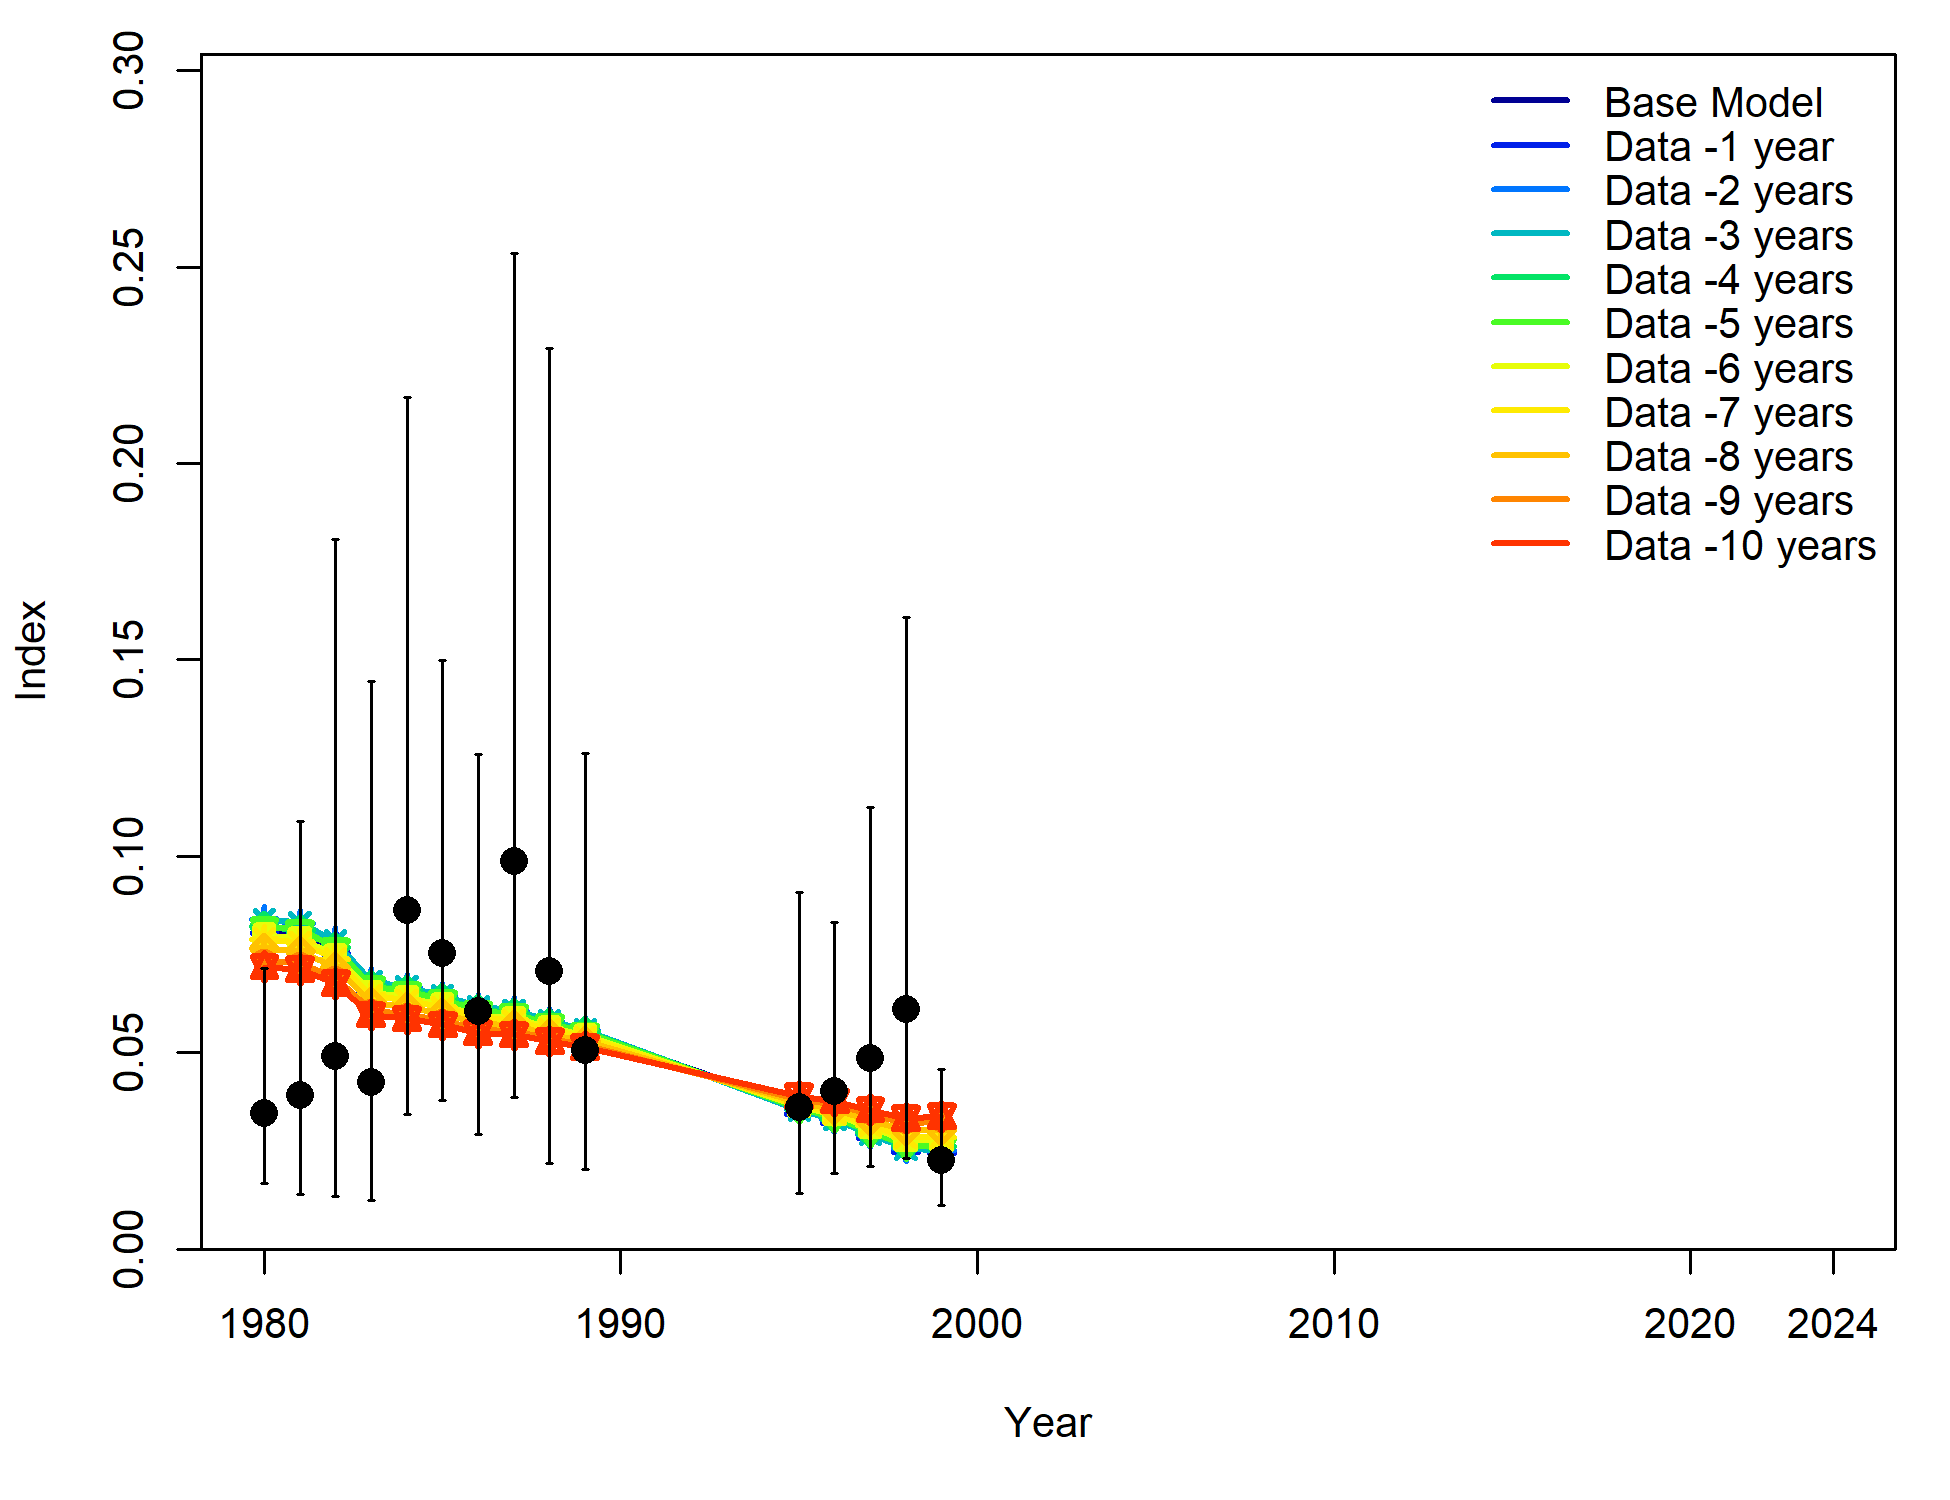 0.30
0.25
0.20
0.15
0.10
0.05
0.00
Index
Base Model
Data -1 year
Data -2 years
Data -3 years
Data -4 years
Data -5 years
Data -6 years
Data -7 years
Data -8 years
Data -9 years
Data -10 years
1980 1990 2000 2010 2020 2024
Year